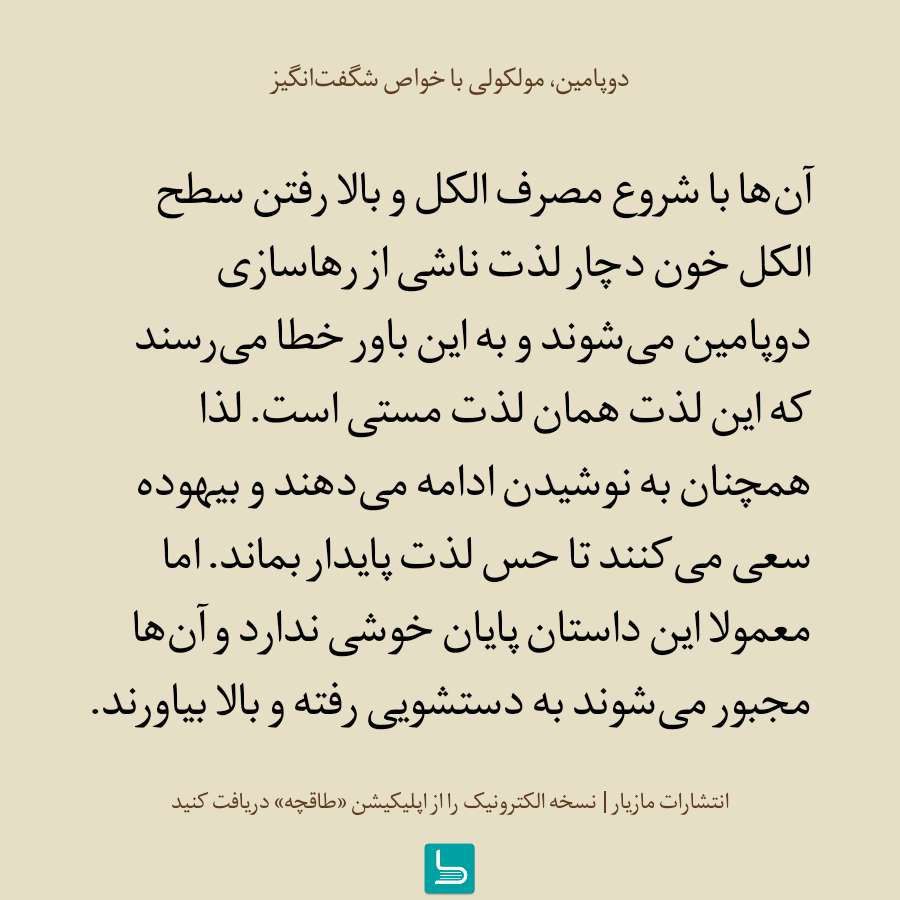 دوپامین، مولکولی با خواص شگفت‌انگیز
آن‌ها با شروع مصرف الکل و بالا رفتن سطح
الکل خون دچار لذت ناشی از رهاسازی
دوپامین می‌شوند و به این باور خطا می‌رسند
که این لذت همان لذت مستی است. لذا
همچنان به نوشیدن ادامه می‌دهند و بیهوده
سعی می‌کنند تا حس لذت پایدار بماند. اما
معمولا این داستان پایان خوشی ندارد و آن‌ها
مجبور می‌شوند به دستشویی رفته و بالا بیاورند.
انتشارات مازیار | نسخه الکترونیک را از اپلیکیشن «طاقچه» دریافت کنید